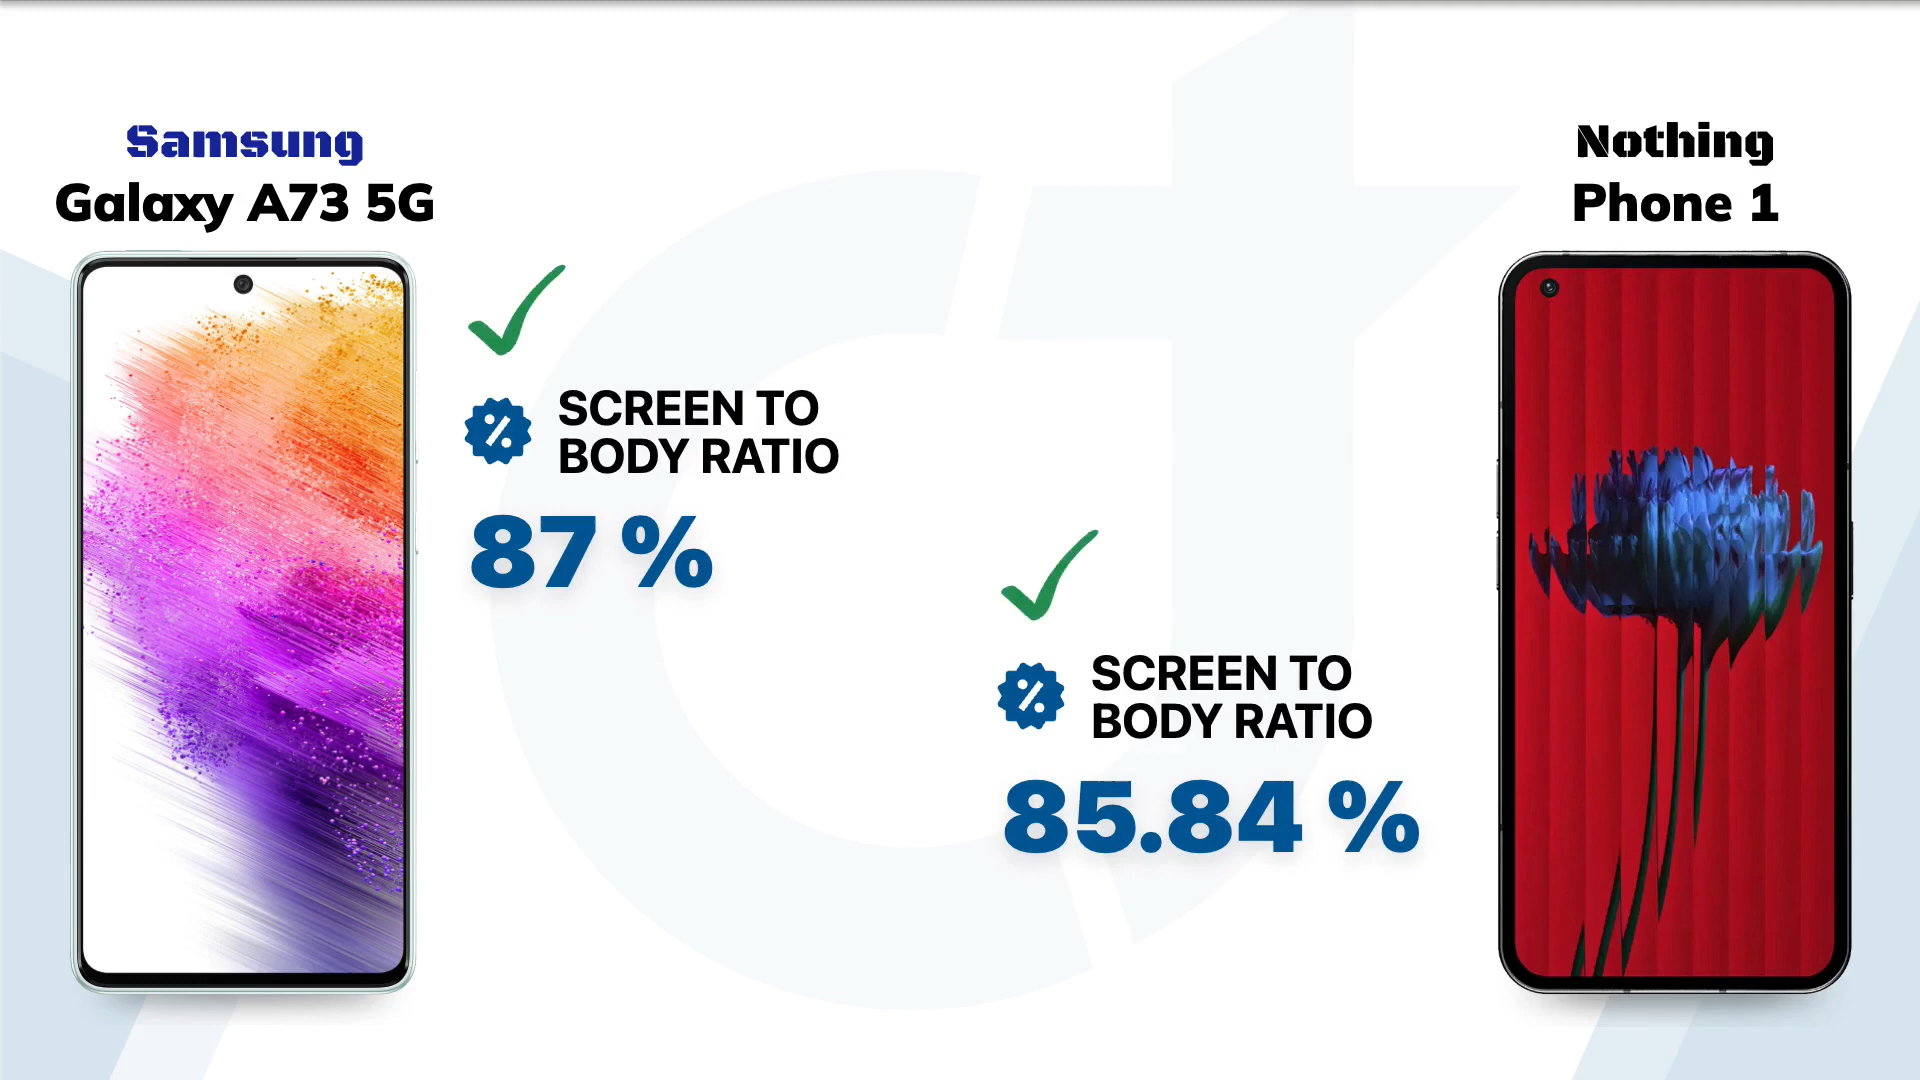 Samsung
Galaxy A73 5G
SCREEN TO
BODY RATIO
87 %
Nothing
Phone 1
SCREEN TO
BODY RATIO
85.84 %